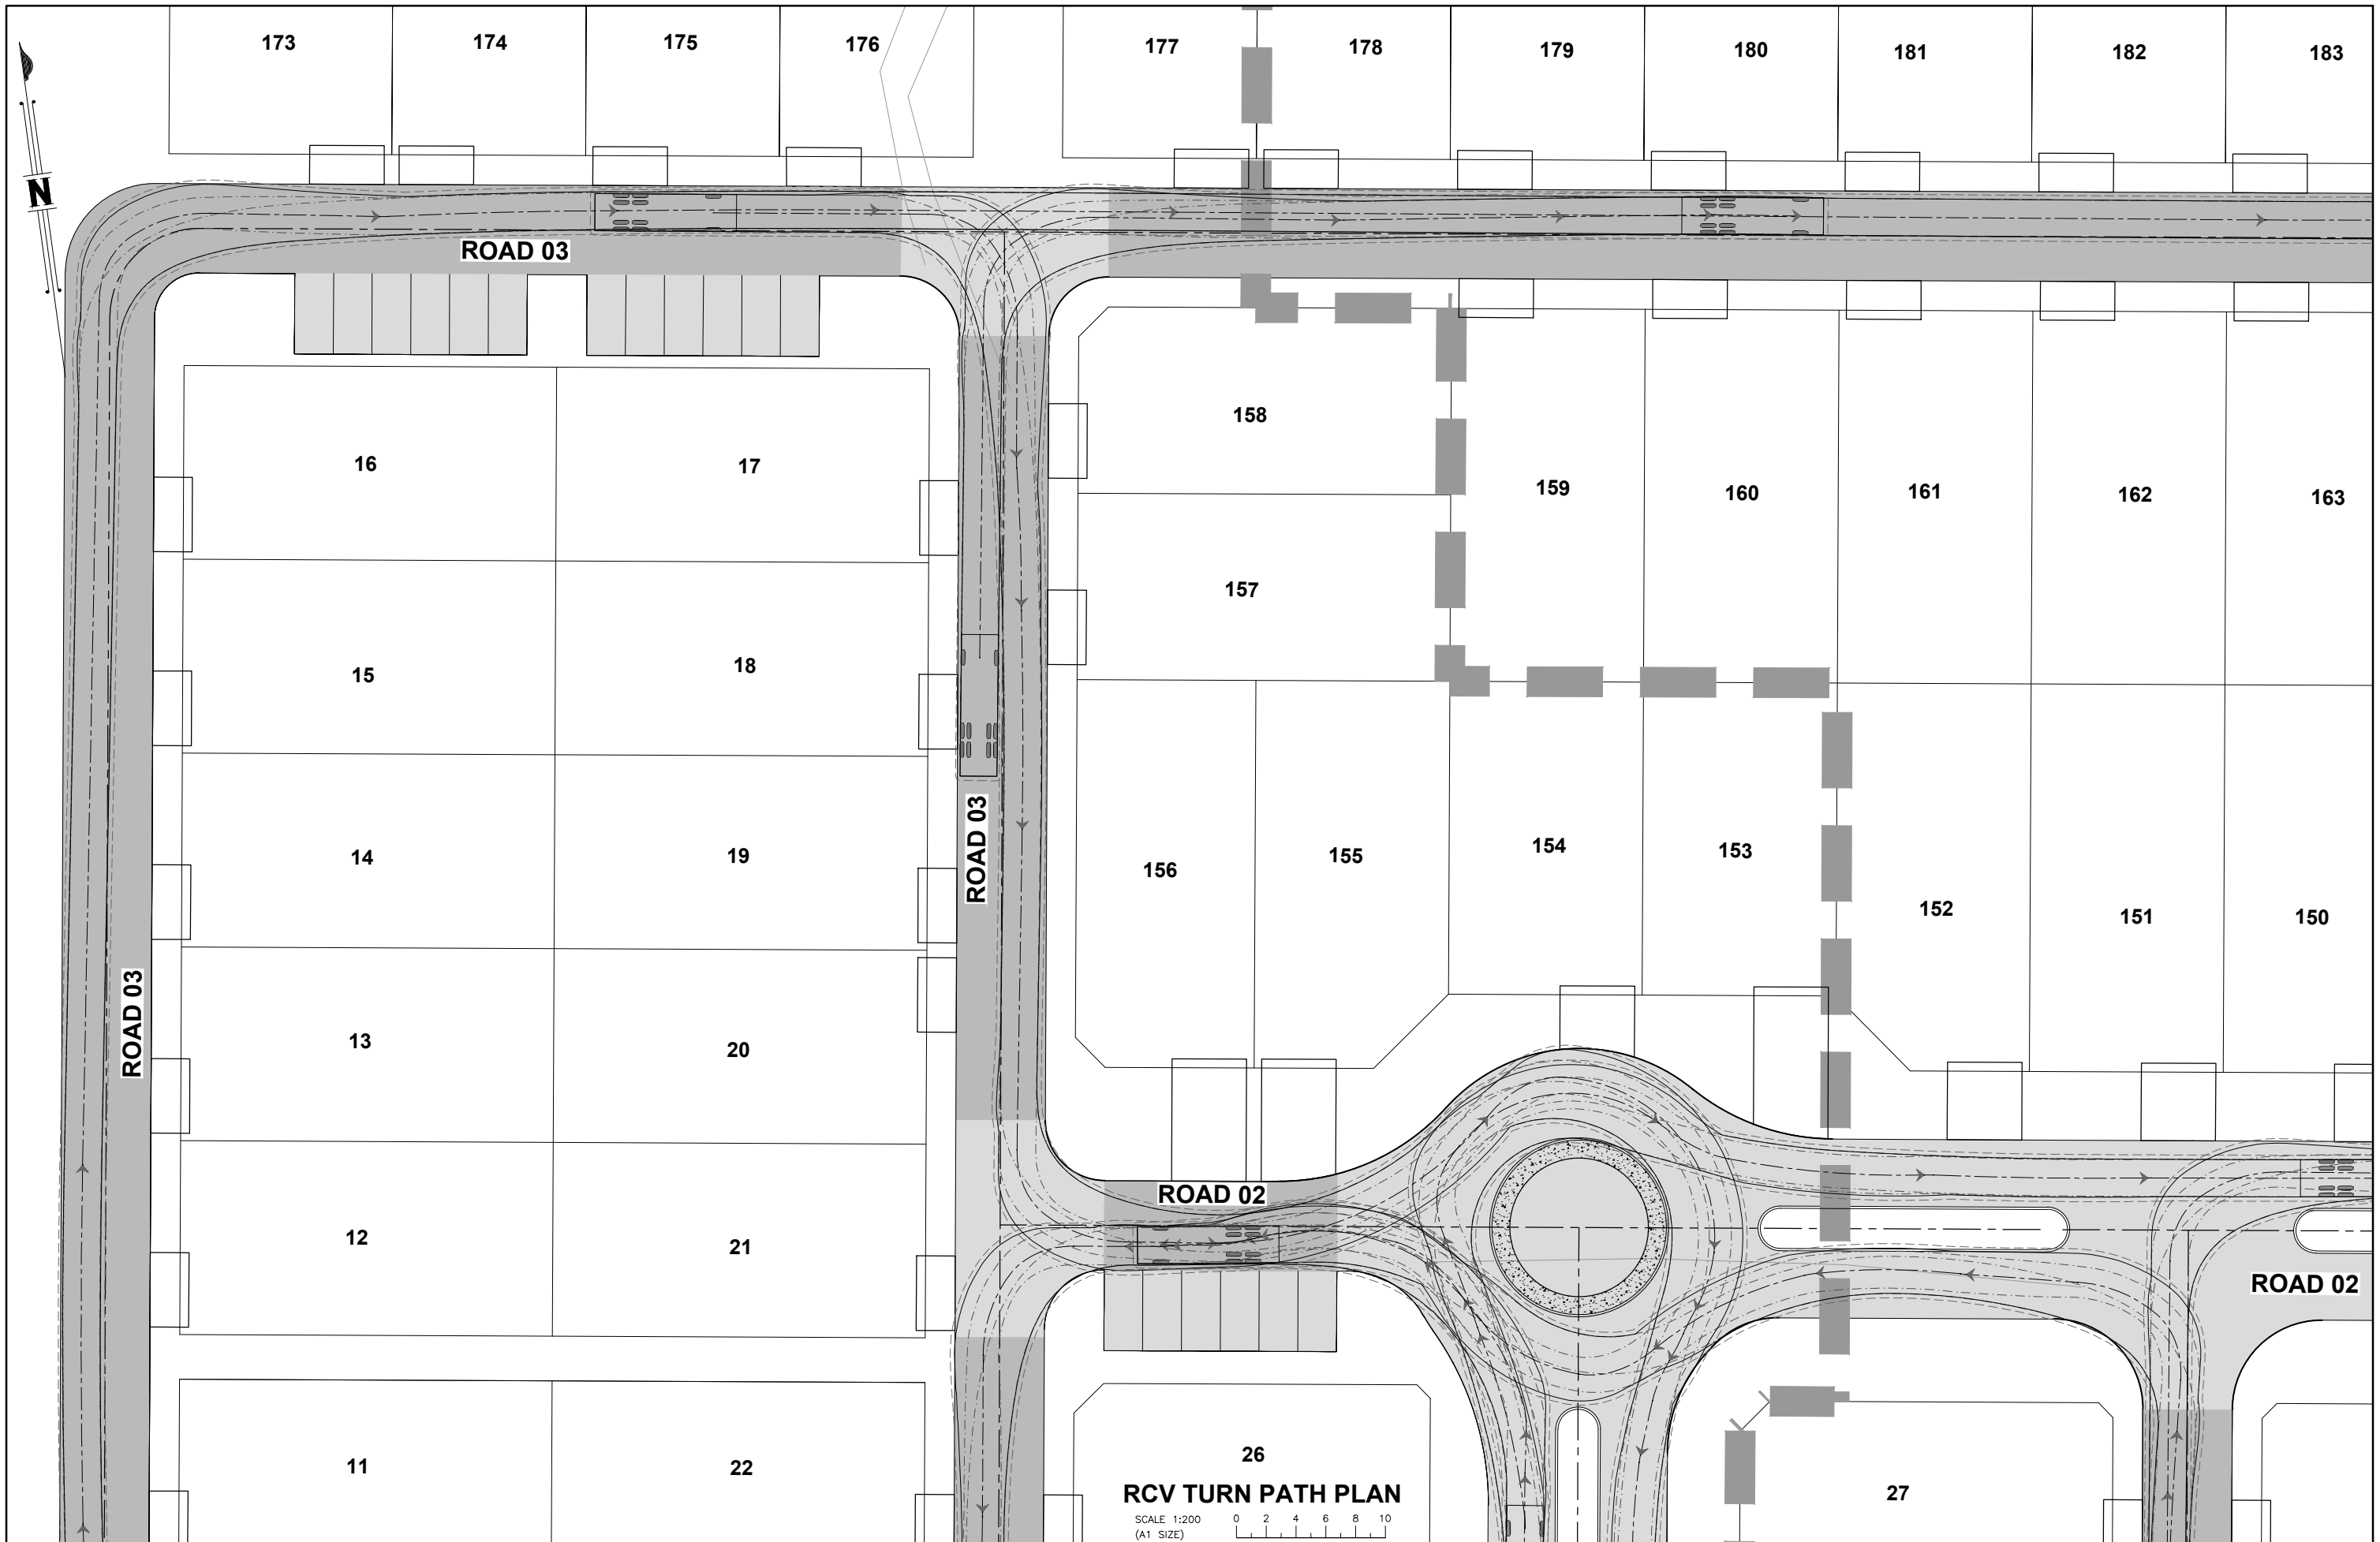 173 174 175 176 177 178 179 180 181 182 183
N
ROAD 03
158
16 17 159 160 161 162 163
157
15 18
ROAD 03
14 19 156 155 154 153 152 151 150
ROAD 03
13 20
ROAD 02
12 21
ROAD 02
11 22 26 27
RCV TURN PATH PLAN
SCALE 1:200 0 2 4 6 8 10
(A1 SIZE)